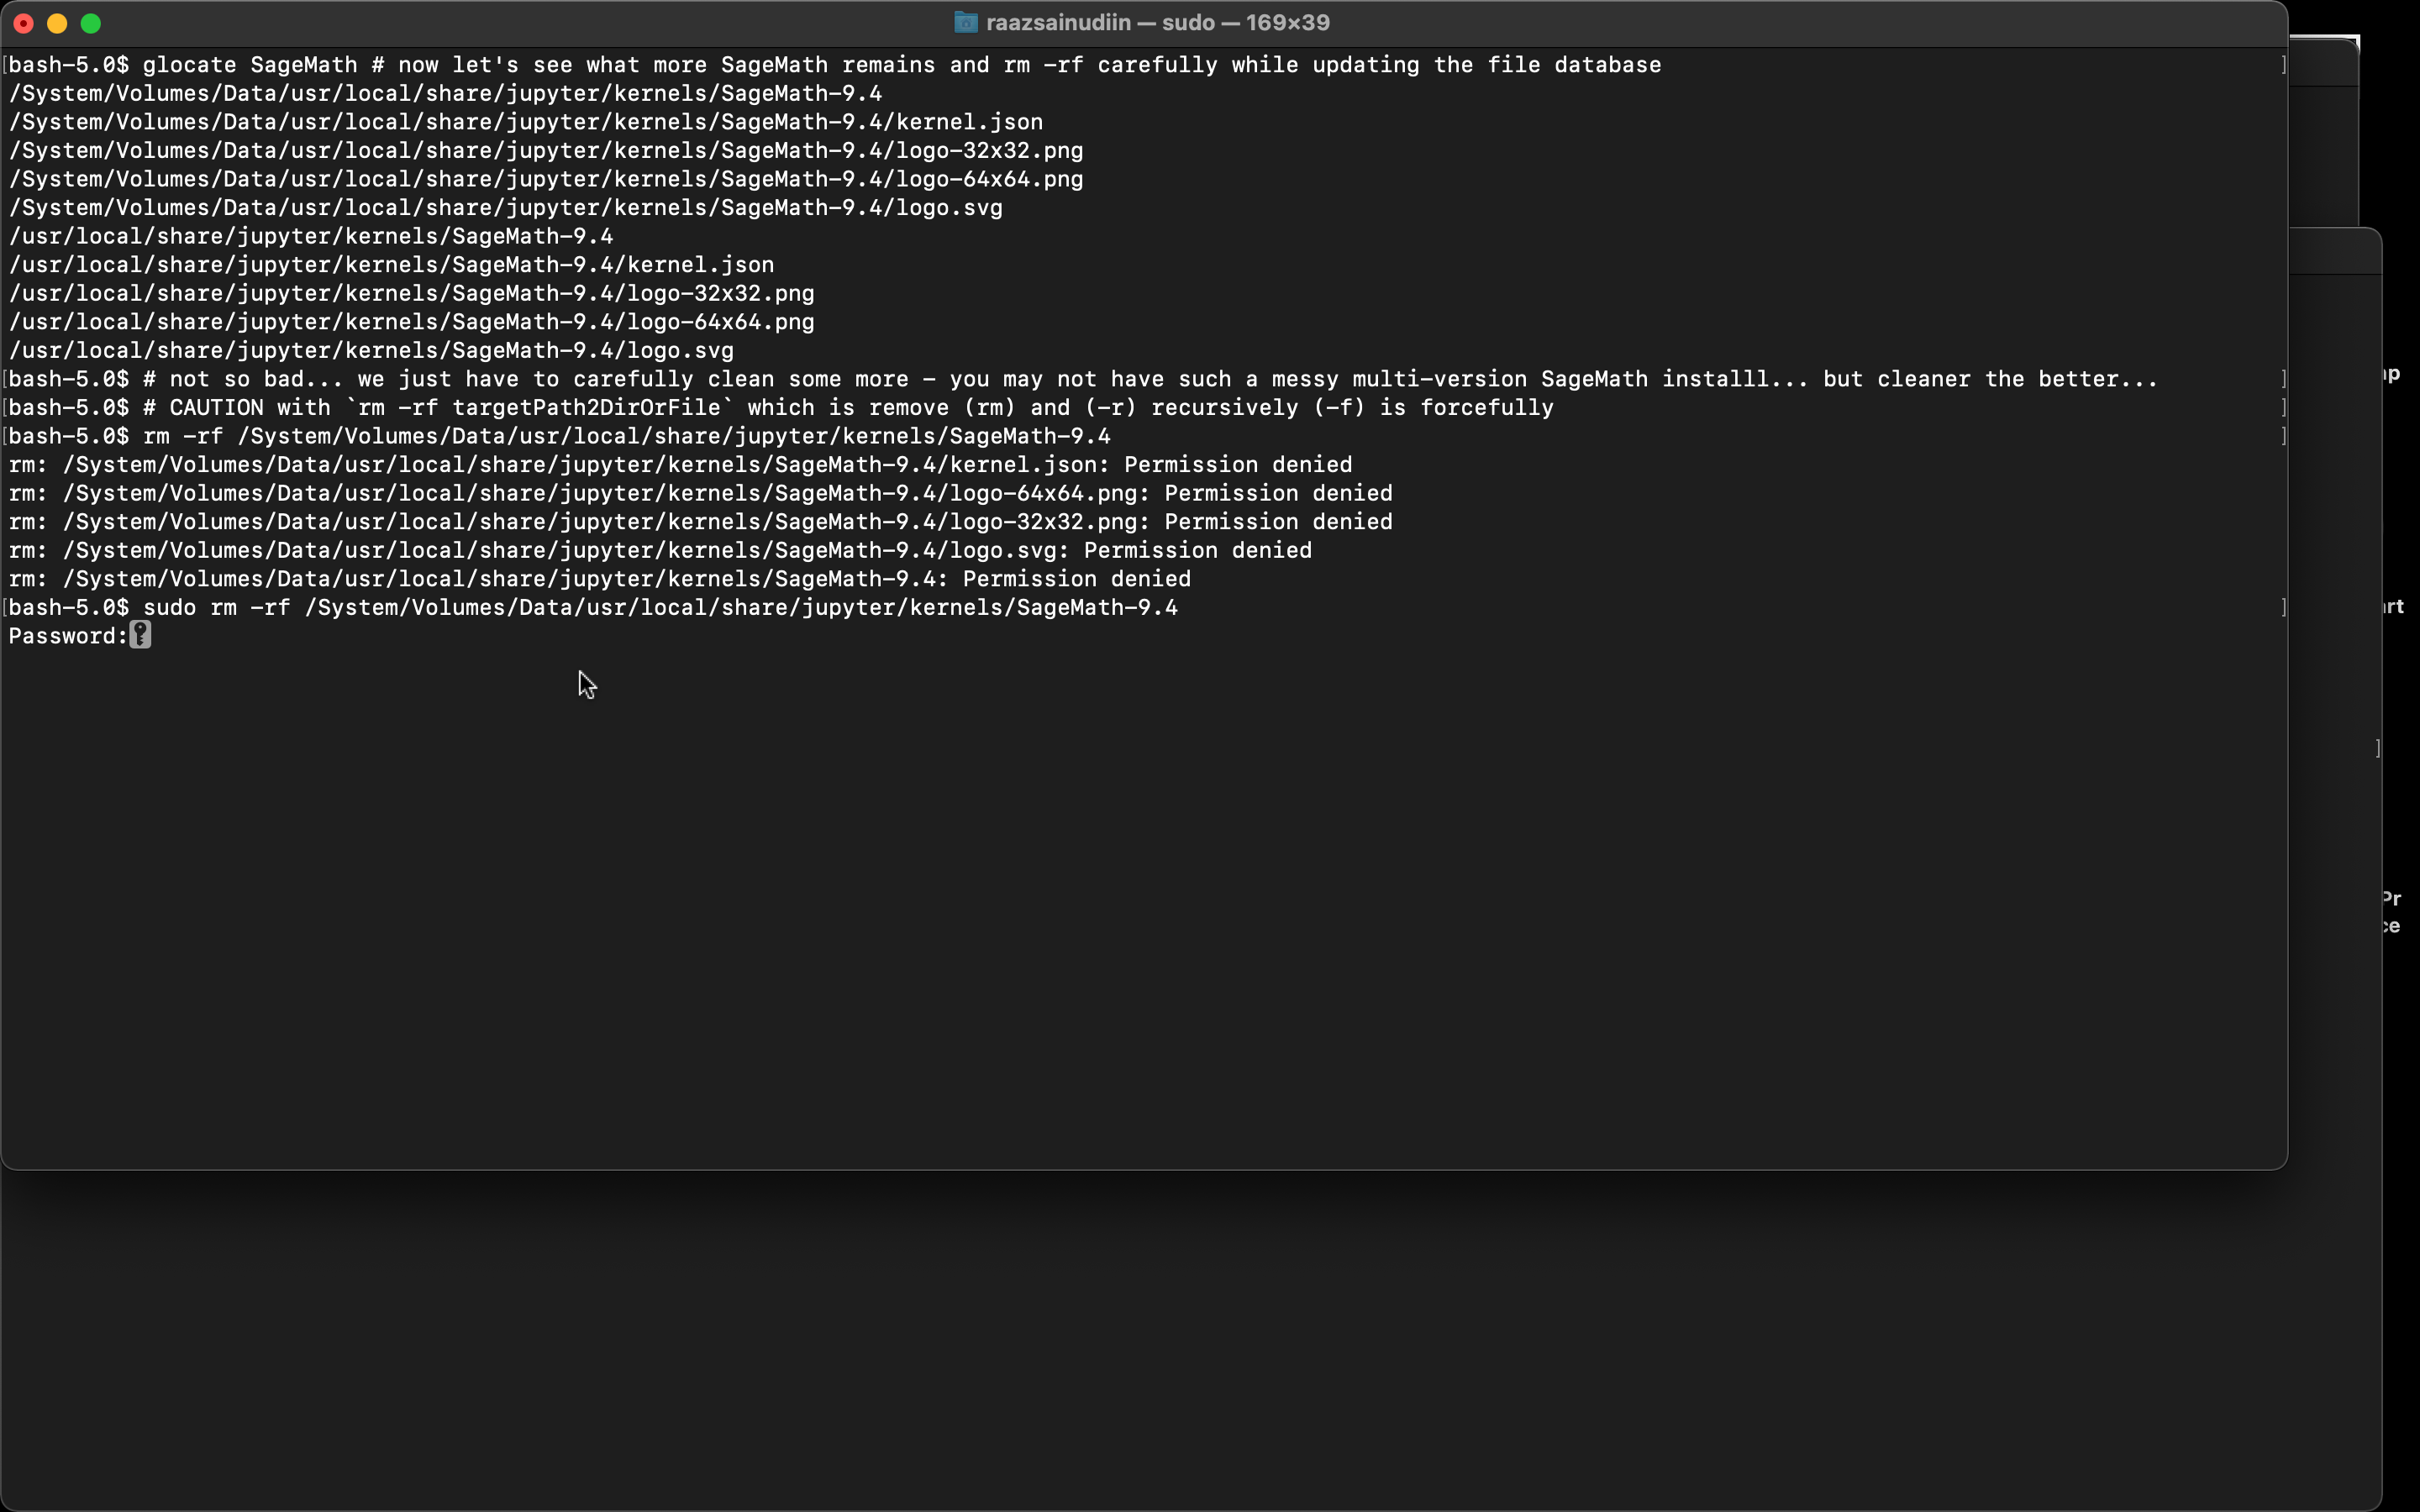 raazsainudiin — sudo — 169×39
[bash-5.0$ glocate SageMath # now let's see what more SageMath remains and rm -rf carefully while updating the file database ]
/System/Volumes/Data/usr/local/share/jupyter/kernels/SageMath-9.4
/System/Volumes/Data/usr/local/share/jupyter/kernels/SageMath-9.4/kernel.json
/System/Volumes/Data/usr/local/share/jupyter/kernels/SageMath-9.4/logo-32x32.png
/System/Volumes/Data/usr/local/share/jupyter/kernels/SageMath-9.4/logo-64x64.png
/System/Volumes/Data/usr/local/share/jupyter/kernels/SageMath-9.4/logo.svg
/usr/local/share/jupyter/kernels/SageMath-9.4
/usr/local/share/jupyter/kernels/SageMath-9.4/kernel.json
/usr/local/share/jupyter/kernels/SageMath-9.4/logo-32x32.png
/usr/local/share/jupyter/kernels/SageMath-9.4/logo-64x64.png
/usr/local/share/jupyter/kernels/SageMath-9.4/logo.svg
[bash-5.0$ # not so bad... we just have to carefully clean some more - you may not have such a messy multi-version SageMath installl... but cleaner the better... ]
[bash-5.0$ # CAUTION with `rm -rf targetPath2DirOrFile` which is remove (rm) and (-r) recursively (-f) is forcefully ]
[bash-5.0$ rm -rf /System/Volumes/Data/usr/local/share/jupyter/kernels/SageMath-9.4 ]
rm: /System/Volumes/Data/usr/local/share/jupyter/kernels/SageMath-9.4/kernel.json: Permission denied
rm: /System/Volumes/Data/usr/local/share/jupyter/kernels/SageMath-9.4/logo-64x64.png: Permission denied
rm: /System/Volumes/Data/usr/local/share/jupyter/kernels/SageMath-9.4/logo-32x32.png: Permission denied
rm: /System/Volumes/Data/usr/local/share/jupyter/kernels/SageMath-9.4/logo.svg: Permission denied
rm: /System/Volumes/Data/usr/local/share/jupyter/kernels/SageMath-9.4: Permission denied
[bash-5.0$ sudo rm -rf /System/Volumes/Data/usr/local/share/jupyter/kernels/SageMath-9.4 ]
Password: